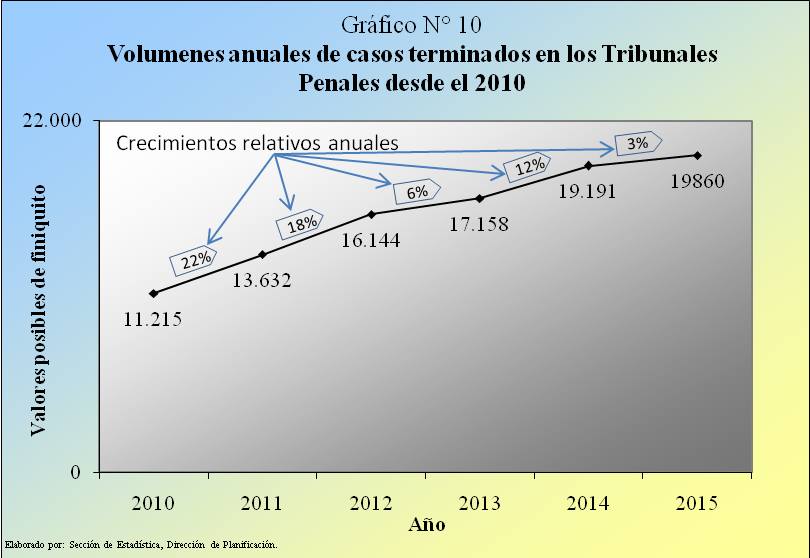 Gráfico N° 10
Volumenes anuales de casos terminados en los Tribunales
Penales desde el 2010
22.000
Crecimientos relativos anuales
3%
12%
6%
18%
22%
11.215
13.632
16.144
17.158
19.191
19860
Valores posibles de finiquito
0
2010
2011
2012
2013
2014
2015
Año
Elaborado por: Sección de Estadística, Dirección de Planificación.